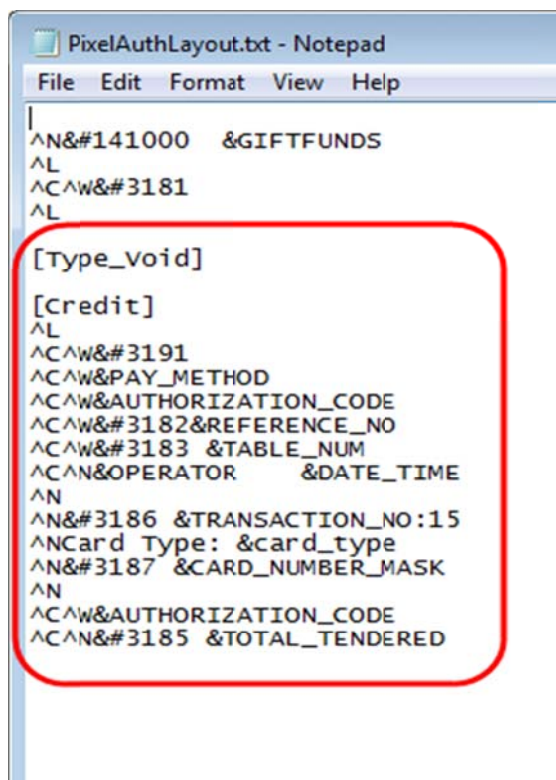 PixelAuthLayout.txt - Notepad
File Edit Format View Help
^N&#141000  &GIFTFUNDS
^L
^C^W&#3181
^L
[Type_Void]
[Credit]
^L
^C^W&#3191
^C^W&PAY_METHOD
^C^W&AUTHORIZATION_CODE
^C^W&#3182&REFERENCE_NO
^C^W&#3183 &TABLE_NUM
^C^N&OPERATOR     &DATE_TIME
^N
^N&#3186 &TRANSACTION_NO:15
^NCard Type: &card_type
^N&#3187 &CARD_NUMBER_MASK
^N
^C^W&AUTHORIZATION_CODE
^C^N&#3185 &TOTAL_TENDERED